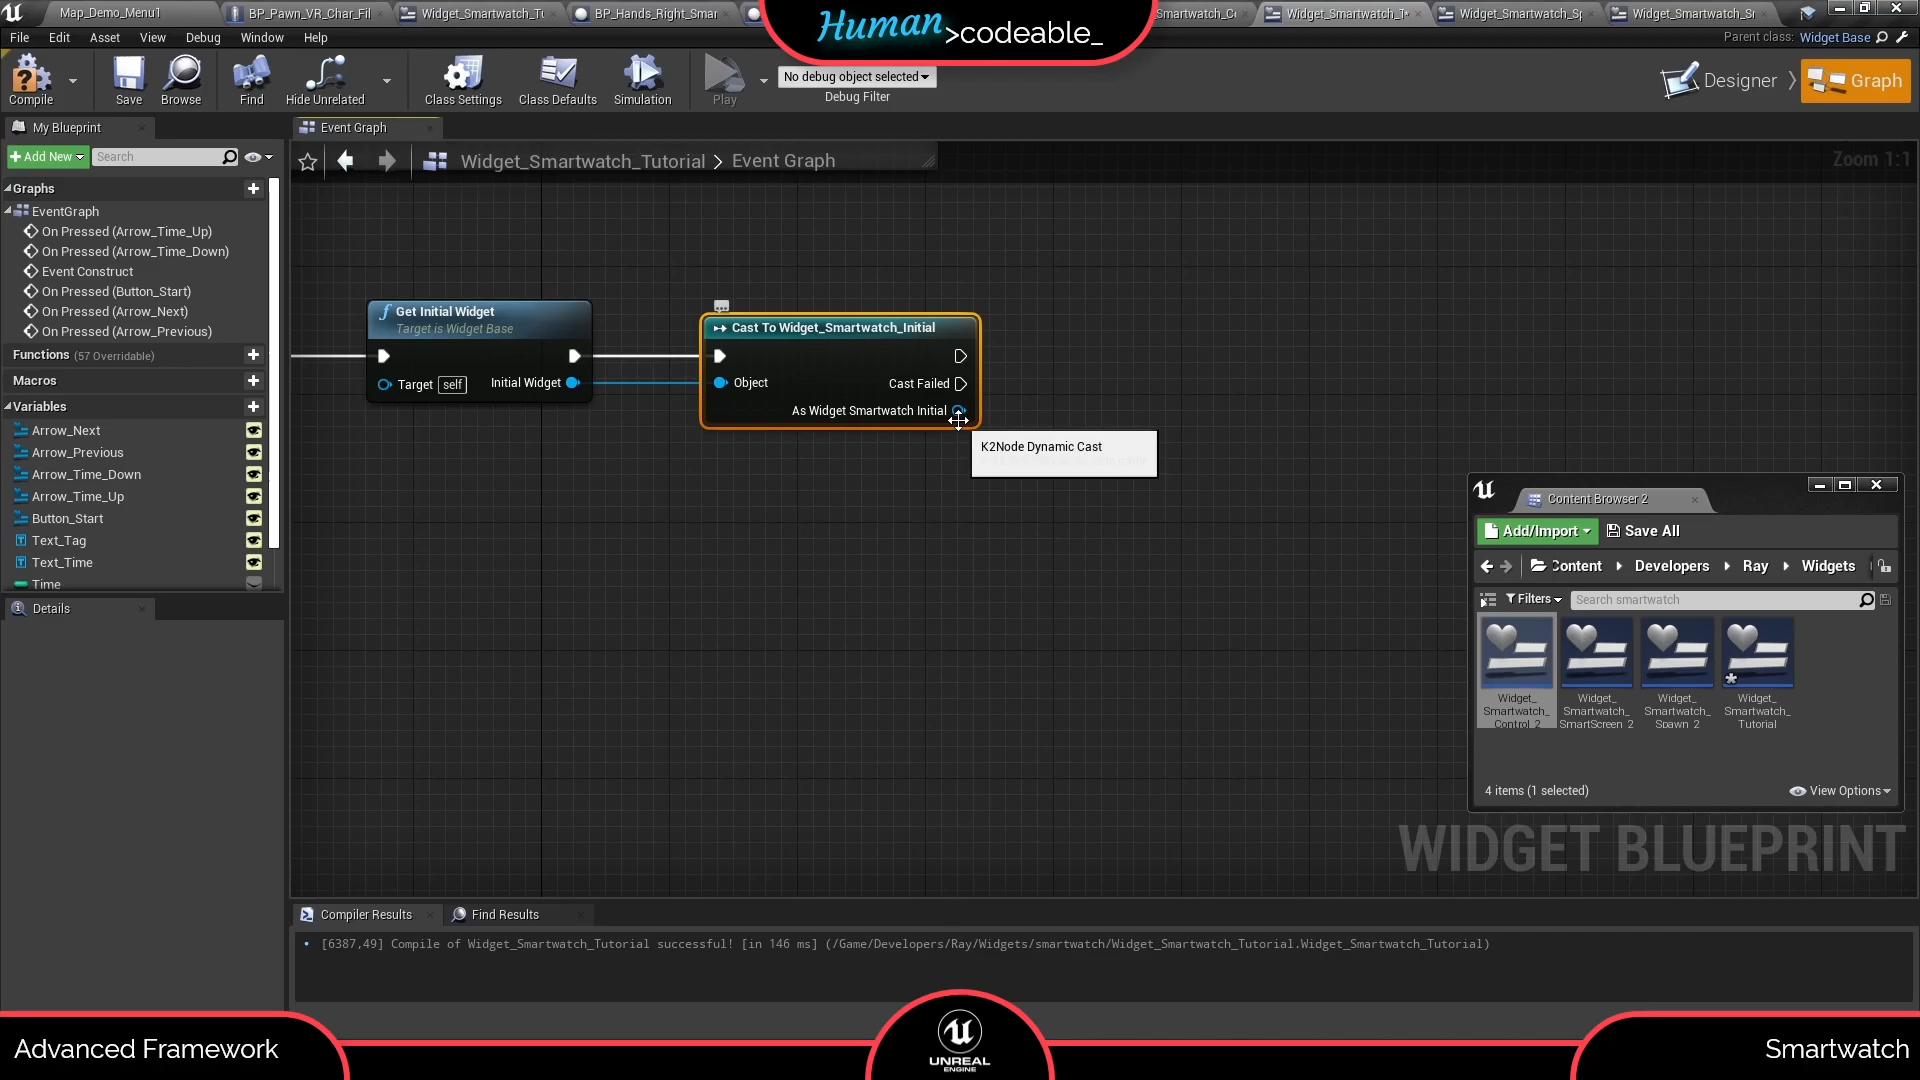 Map_Demo_Menu1
BP_Pawn_VR_Char_Fil
Widget_Smartwatch_Tu
BP_Hands_Right_Smar
Smartwatch_C
Widget_Smartwatch_T
Widget_Smartwatch_Sp
Widget_Smartwatch_Sr
Human >codeable_
File Edit Asset View Debug Window Help
Parent class: Widget Base
Compile
Save
Browse
Find
Hide Unrelated
Class Settings
Class Defaults
Simulation
Play
No debug object selected
Debug Filter
Designer
Graph
My Blueprint
Event Graph
+Add New
Search
Widget_Smartwatch_Tutorial > Event Graph
Zoom 1:1
Graphs
EventGraph
On Pressed (Arrow_Time_Up)
On Pressed (Arrow_Time_Down)
Event Construct
On Pressed (Button_Start)
On Pressed (Arrow_Next)
On Pressed (Arrow_Previous)
Functions (57 Overridable)
Macros
Variables
Arrow_Next
Arrow_Previous
Arrow_Time_Down
Arrow_Time_Up
Button_Start
Text_Tag
Text_Time
Time
Details
f Get Initial Widget
Target is Widget Base
Target self
Initial Widget
Cast To Widget_Smartwatch_Initial
Object
Cast Failed
As Widget Smartwatch Initial
K2Node Dynamic Cast
Content Browser 2
Add/Import
Save All
Content
Developers
Ray
Widgets
Filters
Search smartwatch
Widget_
Smartwatch_
Control_2
Widget_
Smartwatch_
SmartScreen_2
Widget_
Smartwatch_
Spawn_2
Widget_
Smartwatch_
Tutorial
4 items (1 selected)
View Options
WIDGET BLUEPRINT
Compiler Results
Find Results
[6387,49] Compile of Widget_Smartwatch_Tutorial successful! [in 146 ms] (/Game/Developers/Ray/Widgets/smartwatch/Widget_Smartwatch_Tutorial.Widget_Smartwatch_Tutorial)
Advanced Framework
UNREAL
ENGINE
Smartwatch